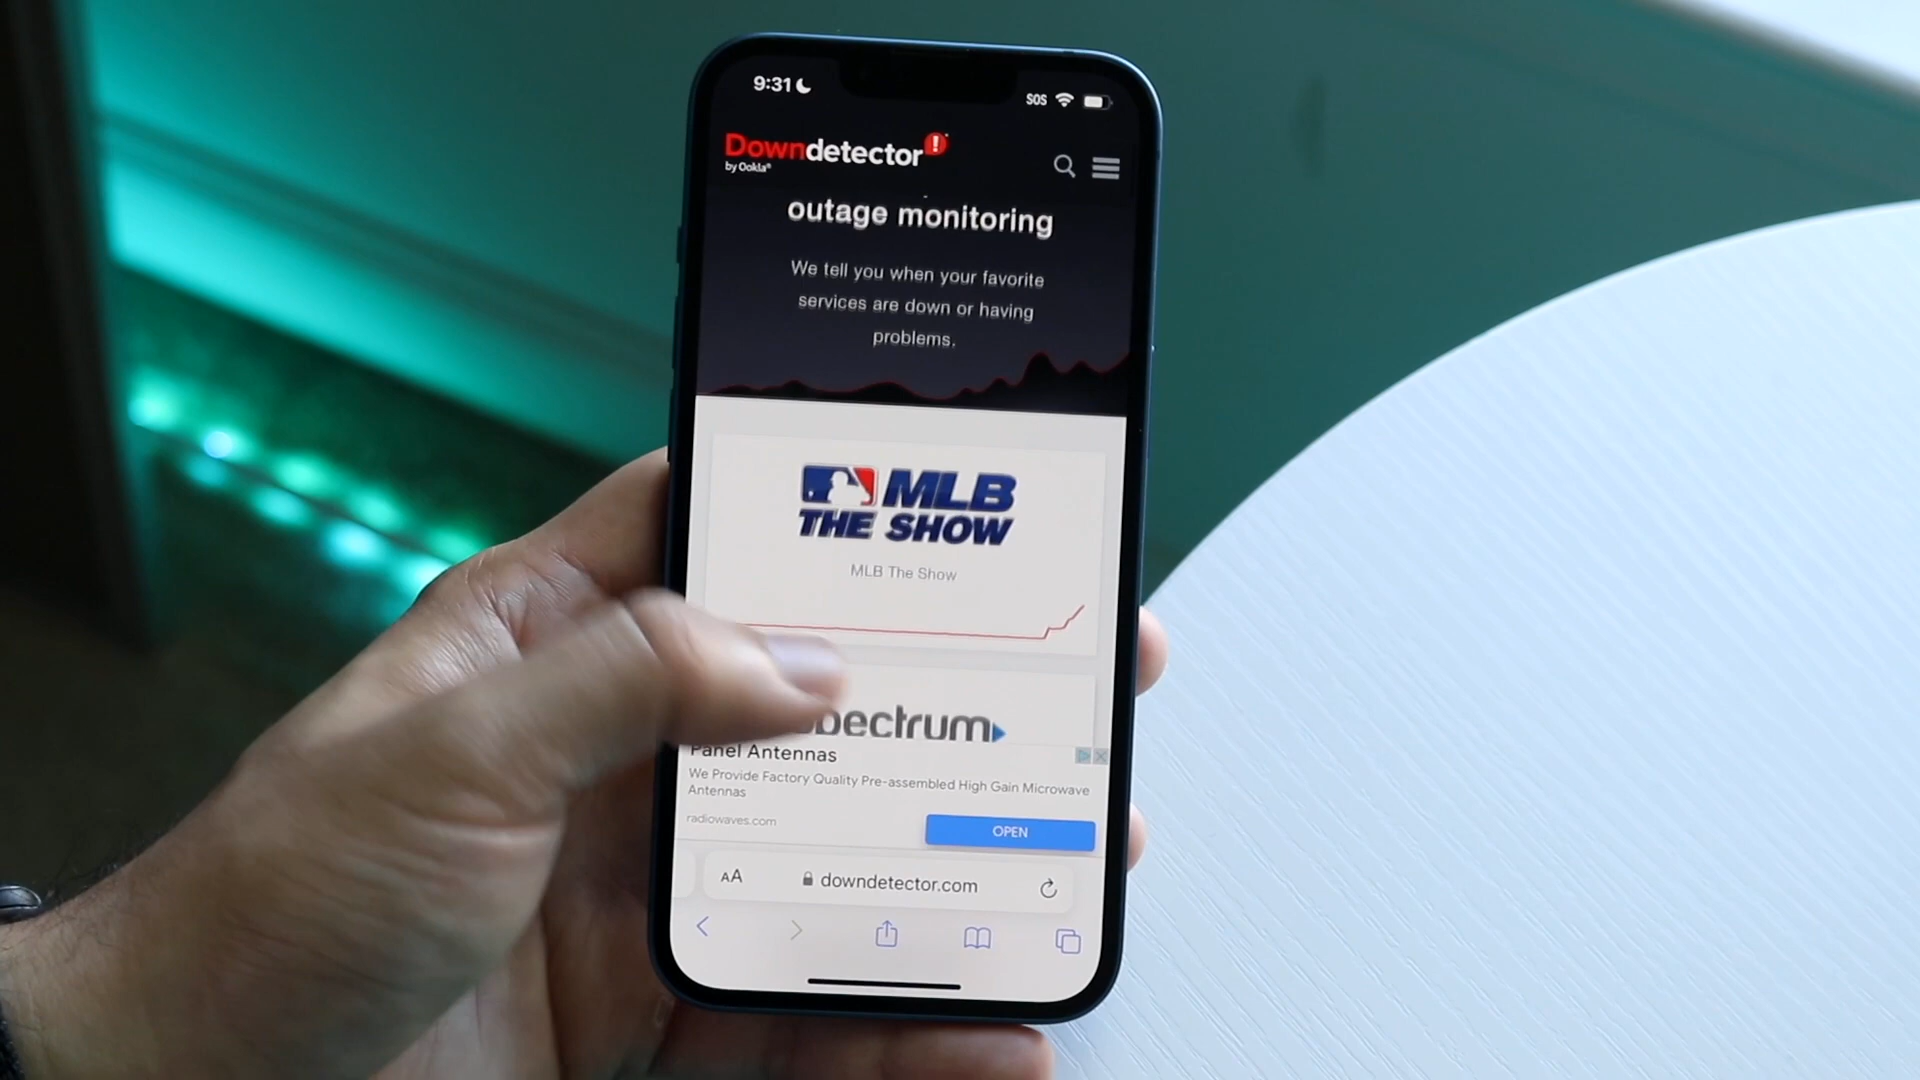 9:31
SOS
Downdetector
by Ookla®
outage monitoring
We tell you when your favorite
services are down or having
problems.
MLB
THE SHOW
MLB The Show
Panel Antennas
We Provide Factory Quality Pre-assembled High Gain Microwave
Antennas
radiowaves.com
OPEN
AA
downdetector.com